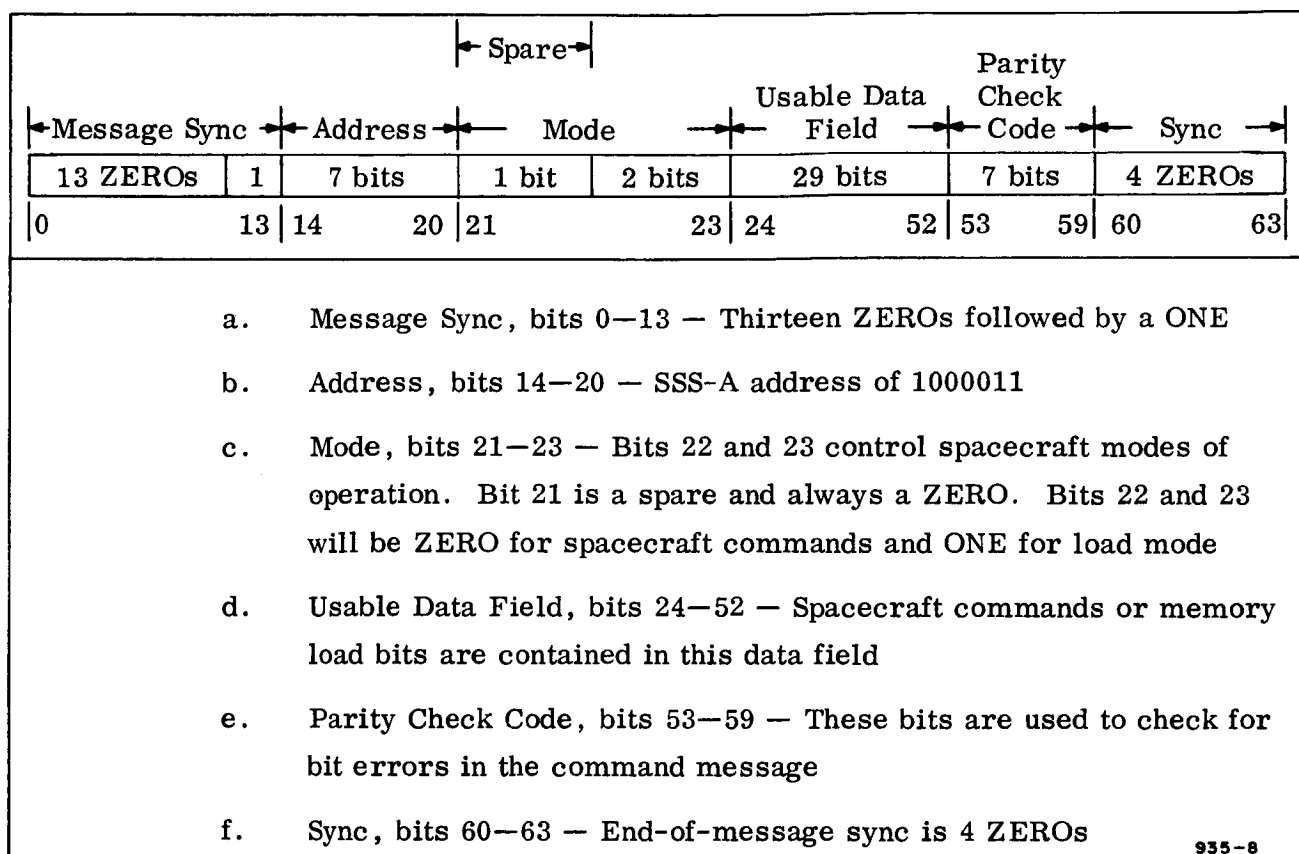 Spare
Parity
Usable Data Check
Message Sync Address Mode Field Code Sync
13 ZEROs 1 7 bits 1 bit 2 bits 29 bits 7 bits 4 ZEROs
0 13 14 20 21 23 24 52 53 59 60 63
a. Message Sync, bits 0—13 — Thirteen ZEROs followed by a ONE
b. Address, bits 14—20 — SSS-A address of 1000011
c. Mode, bits 21—23 — Bits 22 and 23 control spacecraft modes of
operation. Bit 21 is a spare and always a ZERO. Bits 22 and 23
will be ZERO for spacecraft commands and ONE for load mode
d. Usable Data Field, bits 24—52 — Spacecraft commands or memory
load bits are contained in this data field
e. Parity Check Code, bits 53—59 — These bits are used to check for
bit errors in the command message
f. Sync, bits 60—63 — End-of-message sync is 4 ZEROs
935-8